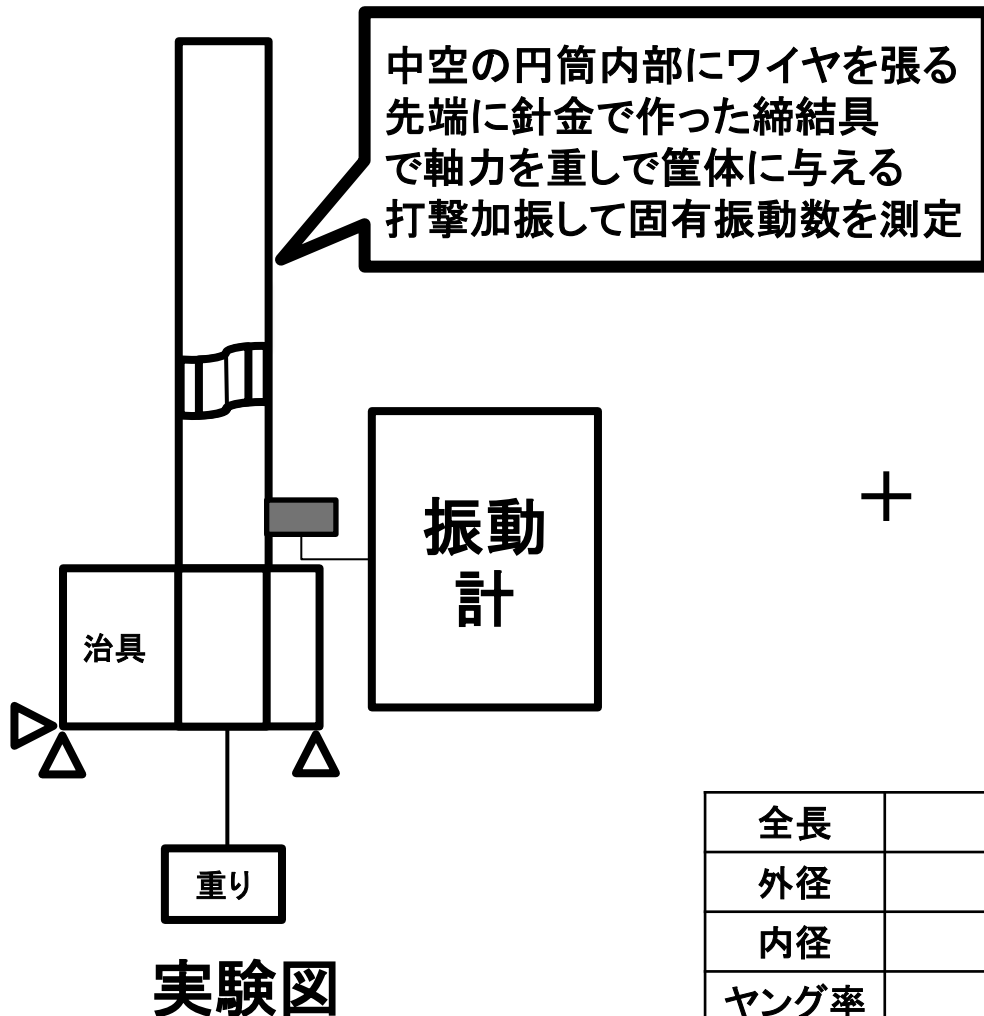 中空の円筒内部にワイヤを張る
先端に針金で作った締結具
で軸力を重しで筐体に与える
打撃加振して固有振動数を測定
振動
計
治具
重り
実験図
全長
外径
内径
ヤング率